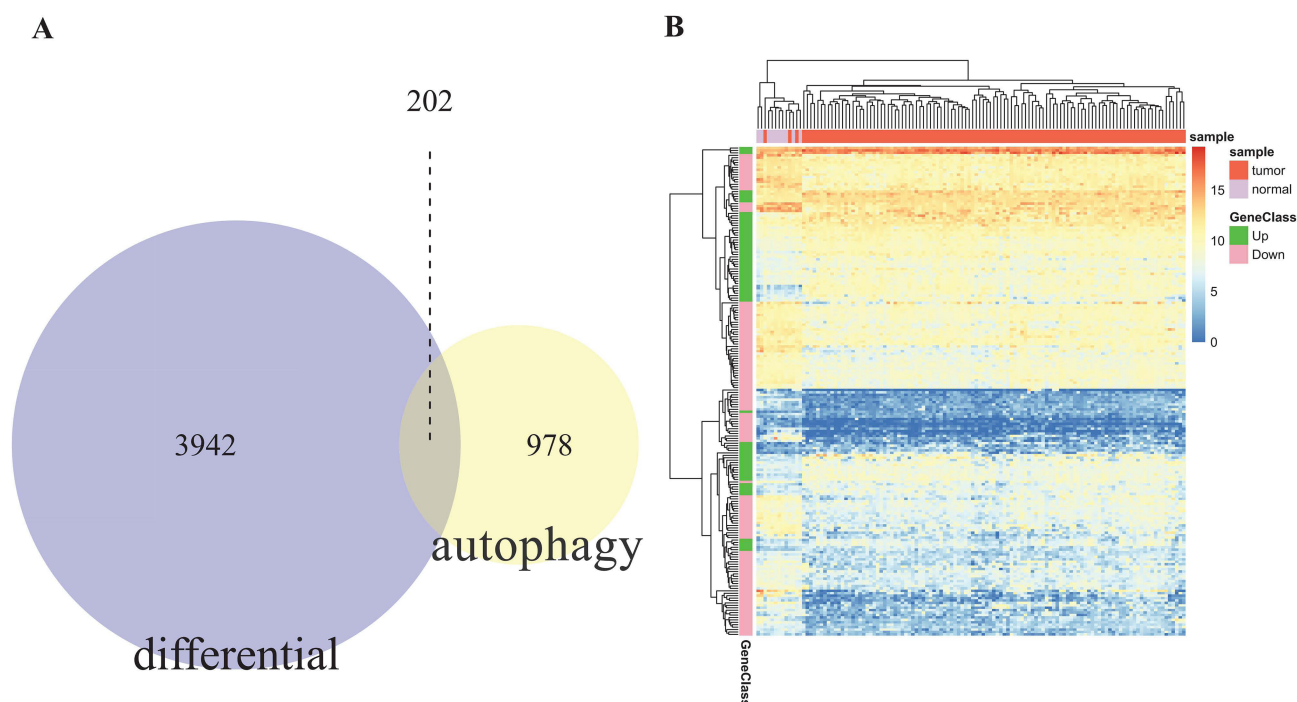 A
202
3942
978
autophagy
differential
B
sample
sample
tumor
normal
GeneClass
Up
Down
15
10
5
0
GeneClass